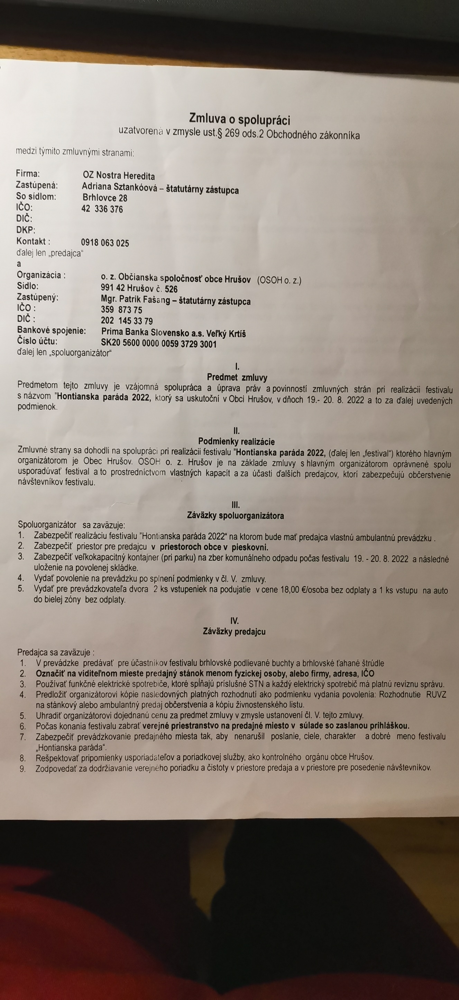 Zmluva o spolupráci
uzatvorená v zmysle ust.§ 269 ods.2 Obchodného zákonníka
medzi týmito zmluvnými stranami:
Firma: OZ Nostra Heredita
Zastúpená: Adriana Sztankóová – štatutárny zástupca
So sídlom: Brhlovce 28
IČO: 42 336 376
DIČ:
DKP:
Kontakt : 0918 063 025
ďalej len „predajca“
a
Organizácia : o. z. Občianska spoločnosť obce Hrušov (OSOH o. z.)
Sídlo: 991 42 Hrušov č. 526
Zastúpený: Mgr. Patrik Fašang – štatutárny zástupca
IČO : 359 873 75
DIČ : 202 145 33 79
Bankové spojenie: Prima Banka Slovensko a.s. Veľký Krtíš
Číslo účtu: SK20 5600 0000 0059 3729 3001
ďalej len „spoluorganizátor“
I.
Predmet zmluvy
Predmetom tejto zmluvy je vzájomná spolupráca a úprava práv a povinností zmluvných strán pri realizácii festivalu
s názvom "Hontianska paráda 2022, ktorý sa uskutoční v Obci Hrušov, v dňoch 19.- 20. 8. 2022 a to za ďalej uvedených
podmienok.
II.
Podmienky realizácie
Zmluvné strany sa dohodli na spolupráci pri realizácii festivalu "Hontianska paráda 2022, (ďalej len „festival“) ktorého hlavným
organizátorom je Obec Hrušov. OSOH o. z. Hrušov je na základe zmluvy s hlavným organizátorom oprávnené spolu
usporadúvať festival a to prostredníctvom vlastných kapacít a za účasti ďalších predajcov, ktorí zabezpečujú občerstvenie
návštevníkov festivalu.
III.
Záväzky spoluorganizátora
Spoluorganizátor sa zaväzuje:
1. Zabezpečiť realizáciu festivalu "Hontianska paráda 2022“ na ktorom bude mať predajca vlastnú ambulantnú prevádzku .
2. Zabezpečiť priestor pre predajcu v priestoroch obce v pieskovni.
3. Zabezpečiť veľkokapacitný kontajner (pri parku) na zber komunálneho odpadu počas festivalu 19. - 20. 8. 2022 a následné
uloženie na povolenej skládke.
4. Vydať povolenie na prevádzku po splnení podmienky v čl. V. zmluvy.
5. Vydať pre prevádzkovateľa dvora 2 ks vstupeniek na podujatie v cene 18,00 €/osoba bez odplaty a 1 ks vstupu na auto
do bielej zóny bez odplaty.
IV.
Záväzky predajcu
Predajca sa zaväzuje :
1. V prevádzke predávať pre účastníkov festivalu brhlovské podlievané buchty a brhlovské ťahané štrúdle
2. Označiť na viditeľnom mieste predajný stánok menom fyzickej osoby, alebo firmy, adresa, IČO
3. Používať funkčné elektrické spotrebiče, ktoré spĺňajú príslušné STN a každý elektrický spotrebič má platnú revíznu správu.
4. Predložiť organizátorovi kópie nasledovných platných rozhodnutí ako podmienku vydania povolenia: Rozhodnutie RUVZ
na stánkový alebo ambulantný predaj občerstvenia a kópiu živnostenského listu.
5. Uhradiť organizátorovi dojednanú cenu za predmet zmluvy v zmysle ustanovení čl. V. tejto zmluvy.
6. Počas konania festivalu zabrať verejné priestranstvo na predajné miesto v súlade so zaslanou prihláškou.
7. Zabezpečiť prevádzkovanie predajného miesta tak, aby nenarušil poslanie, ciele, charakter a dobré meno festivalu
„Hontianska paráda“.
8. Rešpektovať pripomienky usporiadateľov a poriadkovej služby, ako kontrolného orgánu obce Hrušov.
9. Zodpovedať za dodržiavanie verejného poriadku a čistoty v priestore predaja a v priestore pre posedenie návštevníkov.